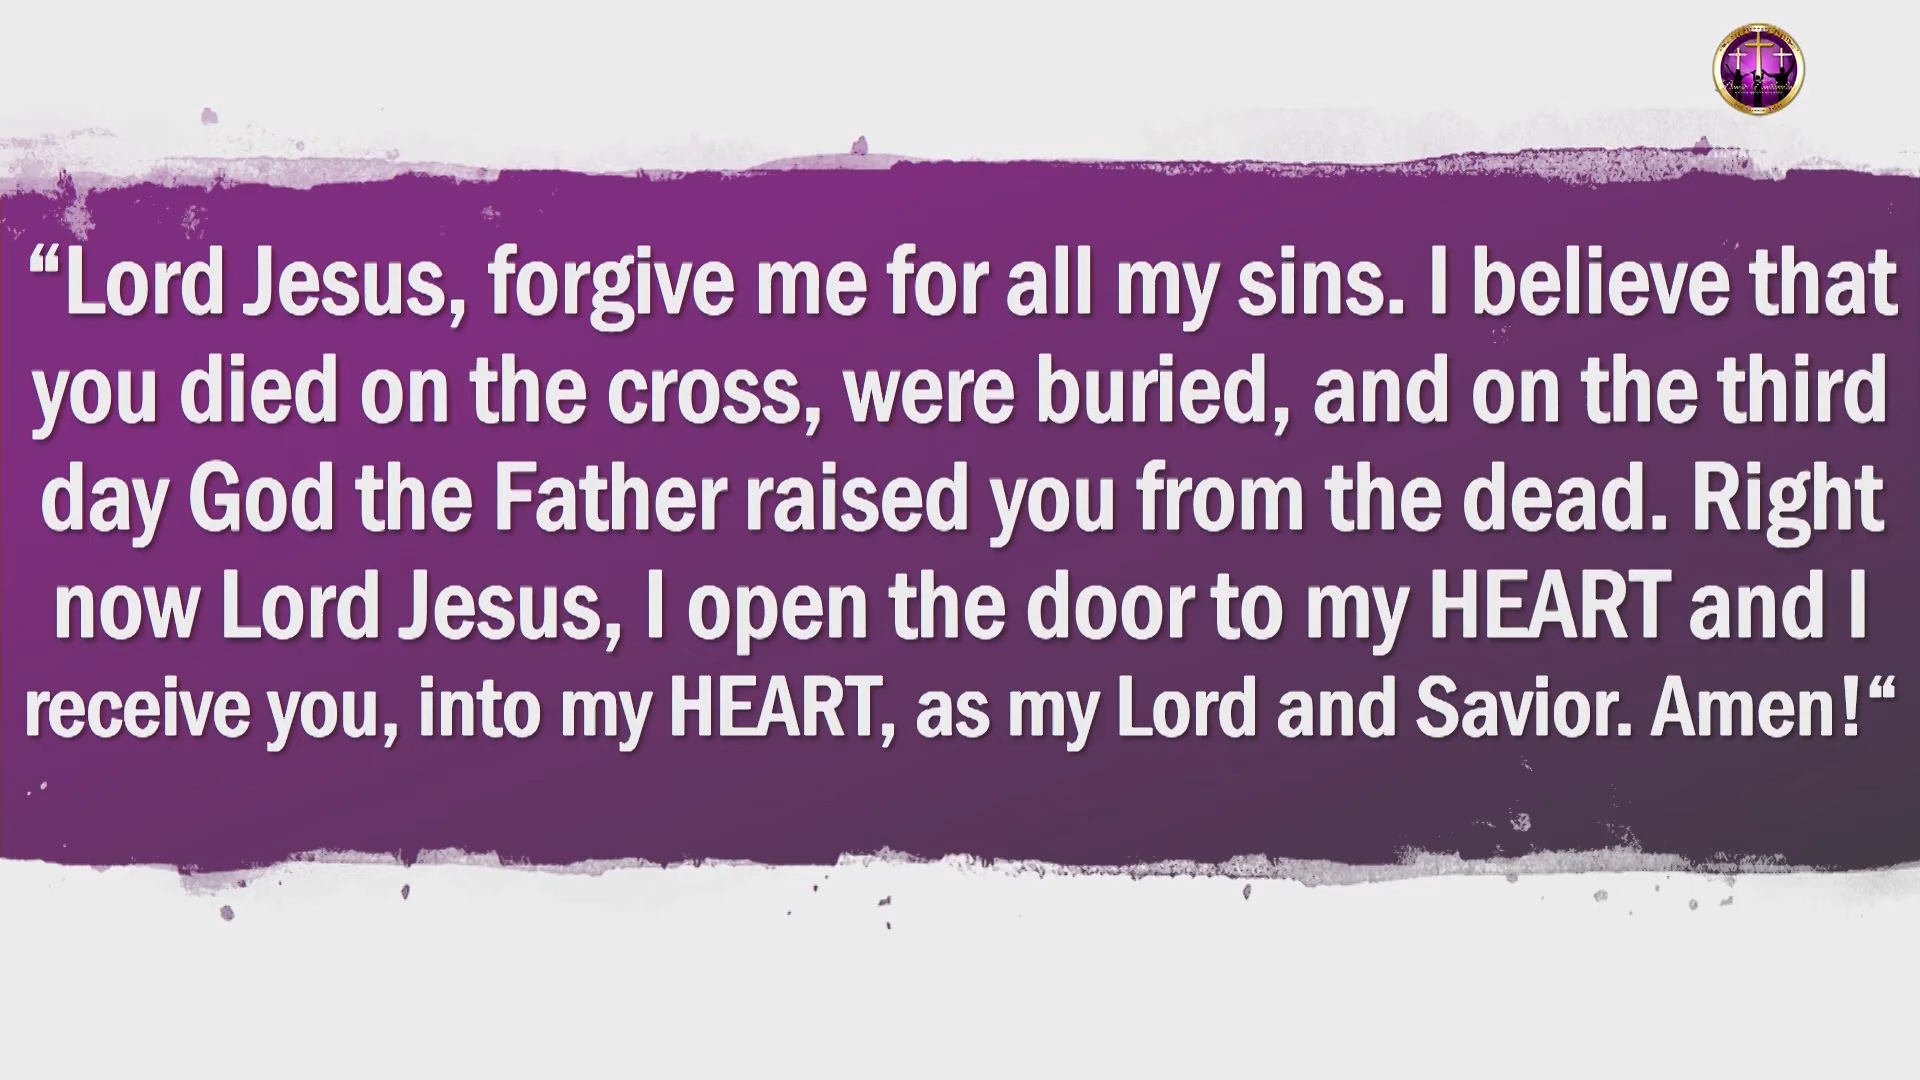 “Lord Jesus, forgive me for all my sins. I believe that
you died on the cross, were buried, and on the third
day God the Father raised you from the dead. Right
now Lord Jesus, I open the door to my HEART and I
receive you, into my HEART, as my Lord and Savior. Amen!“